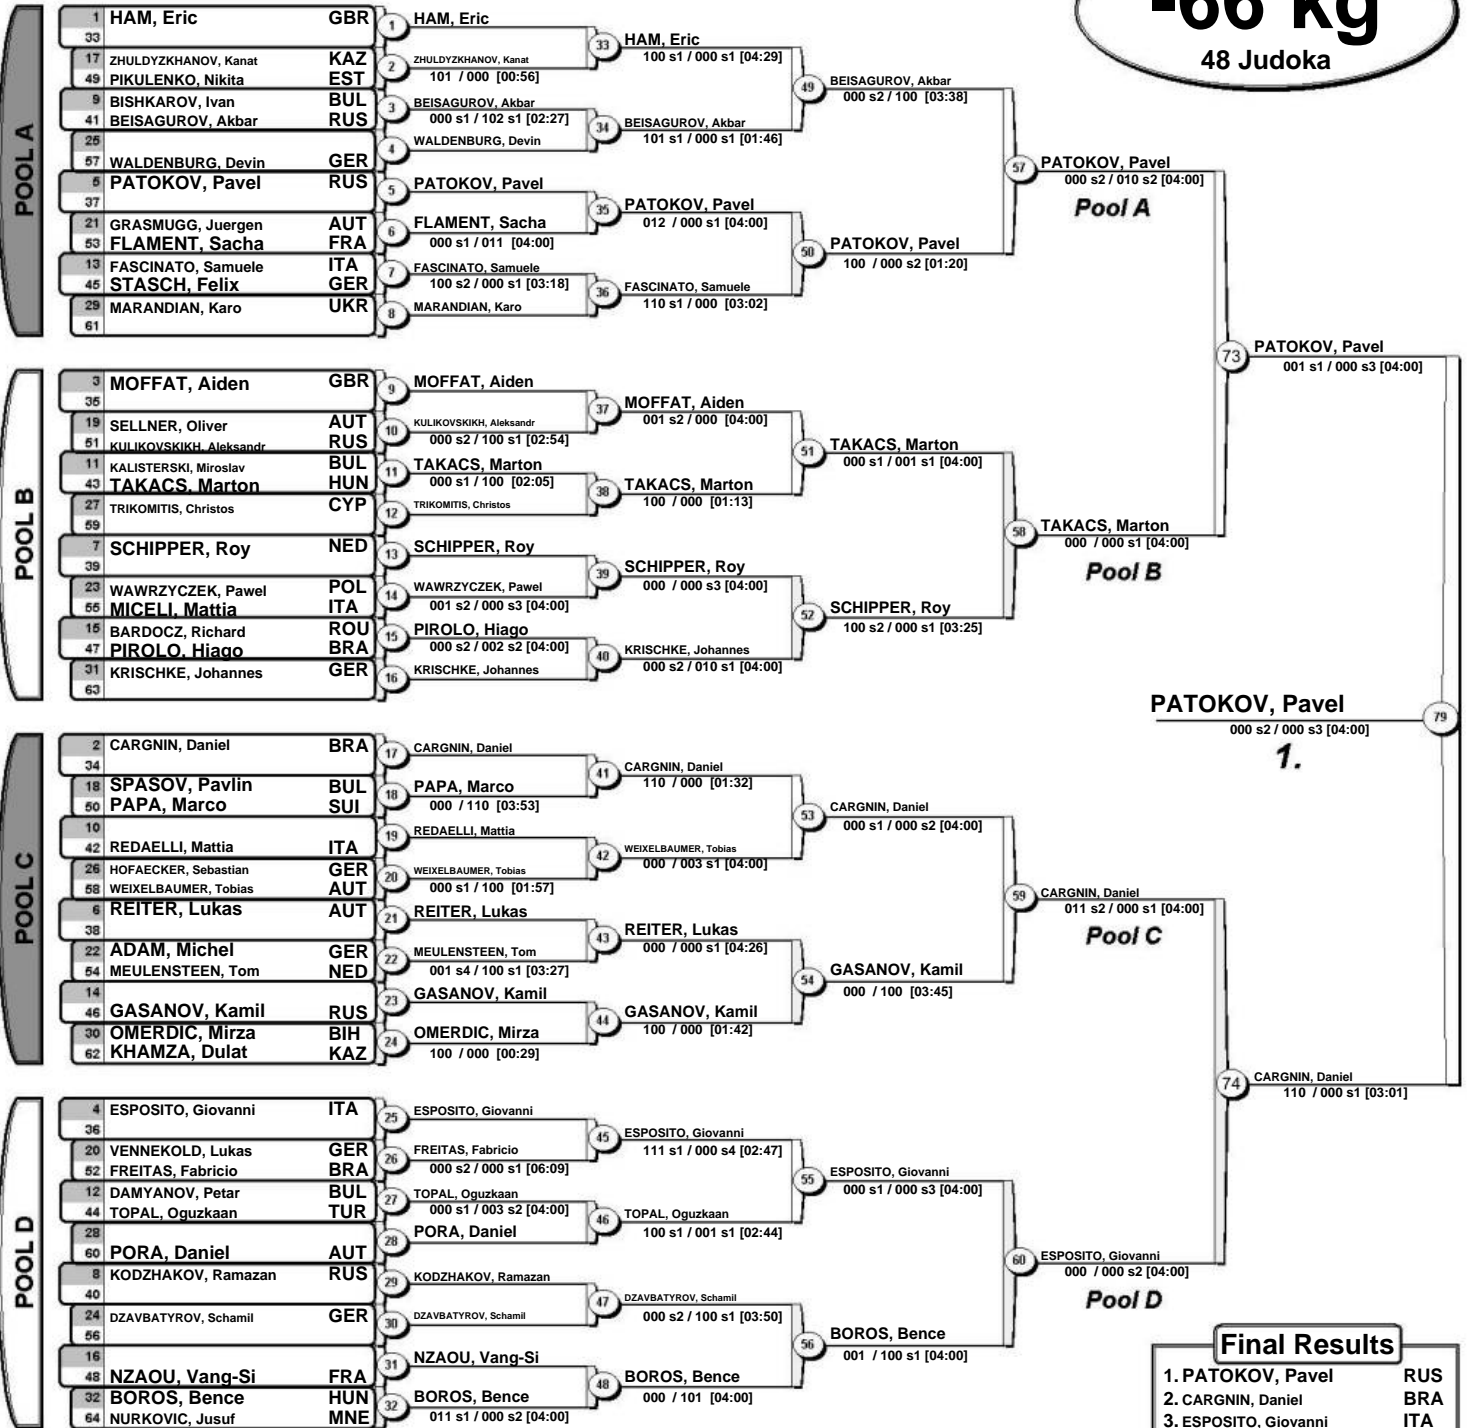 -66 kg
48 Judoka
POOL A
1 HAM, Eric GBR
33
17 ZHULDYZKHANOV, Kanat KAZ
49 PIKULENKO, Nikita EST
9 BISHKAROV, Ivan BUL
41 BEISAGUROV, Akbar RUS
25
57 WALDENBURG, Devin GER
5 PATOKOV, Pavel RUS
37
21 GRASMUGG, Juergen AUT
53 FLAMENT, Sacha FRA
13 FASCINATO, Samuele ITA
45 STASCH, Felix GER
29 MARANDIAN, Karo UKR
61
1 HAM, Eric
2 ZHULDYZKHANOV, Kanat
101 / 000 [00:56]
3 BEISAGUROV, Akbar
000 s1 / 102 s1 [02:27]
4 WALDENBURG, Devin
5 PATOKOV, Pavel
6 FLAMENT, Sacha
000 s1 / 011 [04:00]
7 FASCINATO, Samuele
100 s2 / 000 s1 [03:18]
8 MARANDIAN, Karo
33 HAM, Eric
100 s1 / 000 s1 [04:29]
34 BEISAGUROV, Akbar
101 s1 / 000 s1 [01:46]
35 PATOKOV, Pavel
012 / 000 s1 [04:00]
36 FASCINATO, Samuele
110 s1 / 000 [03:02]
49 BEISAGUROV, Akbar
000 s2 / 100 [03:38]
50 PATOKOV, Pavel
100 / 000 s2 [01:20]
57 PATOKOV, Pavel
000 s2 / 010 s2 [04:00]
Pool A
POOL B
3 MOFFAT, Aiden GBR
35
19 SELLNER, Oliver AUT
51 KULIKOVSKIKH, Aleksandr RUS
11 KALISTERSKI, Miroslav BUL
43 TAKACS, Marton HUN
27 TRIKOMITIS, Christos CYP
59
7 SCHIPPER, Roy NED
39
23 WAWRZYCZEK, Pawel POL
55 MICELI, Mattia ITA
15 BARDOCZ, Richard ROU
47 PIROLO, Hiago BRA
31 KRISCHKE, Johannes GER
63
9 MOFFAT, Aiden
10 KULIKOVSKIKH, Aleksandr
000 s2 / 100 s1 [02:54]
11 TAKACS, Marton
000 s1 / 100 [02:05]
12 TRIKOMITIS, Christos
13 SCHIPPER, Roy
14 WAWRZYCZEK, Pawel
001 s2 / 000 s3 [04:00]
15 PIROLO, Hiago
000 s2 / 002 s2 [04:00]
16 KRISCHKE, Johannes
37 MOFFAT, Aiden
001 s2 / 000 [04:00]
38 TAKACS, Marton
100 / 000 [01:13]
39 SCHIPPER, Roy
000 / 000 s3 [04:00]
40 KRISCHKE, Johannes
000 s2 / 010 s1 [04:00]
51 TAKACS, Marton
000 s1 / 001 s1 [04:00]
52 SCHIPPER, Roy
100 s2 / 000 s1 [03:25]
58 TAKACS, Marton
000 / 000 s1 [04:00]
Pool B
73 PATOKOV, Pavel
001 s1 / 000 s3 [04:00]
PATOKOV, Pavel 79
000 s2 / 000 s3 [04:00]
1.
POOL C
2 CARGNIN, Daniel BRA
34
18 SPASOV, Pavlin BUL
50 PAPA, Marco SUI
10
42 REDAELLI, Mattia ITA
26 HOFAECKER, Sebastian GER
58 WEIXELBAUMER, Tobias AUT
6 REITER, Lukas AUT
38
22 ADAM, Michel GER
54 MEULENSTEEN, Tom NED
14
46 GASANOV, Kamil RUS
30 OMERDIC, Mirza BIH
62 KHAMZA, Dulat KAZ
17 CARGNIN, Daniel
18 PAPA, Marco
000 / 110 [03:53]
19 REDAELLI, Mattia
20 WEIXELBAUMER, Tobias
000 s1 / 100 [01:57]
21 REITER, Lukas
22 MEULENSTEEN, Tom
001 s4 / 100 s1 [03:27]
23 GASANOV, Kamil
24 OMERDIC, Mirza
100 / 000 [00:29]
41 CARGNIN, Daniel
110 / 000 [01:32]
42 WEIXELBAUMER, Tobias
000 / 003 s1 [04:00]
43 REITER, Lukas
000 / 000 s1 [04:26]
44 GASANOV, Kamil
100 / 000 [01:42]
53 CARGNIN, Daniel
000 s1 / 000 s2 [04:00]
54 GASANOV, Kamil
000 / 100 [03:45]
59 CARGNIN, Daniel
011 s2 / 000 s1 [04:00]
Pool C
POOL D
4 ESPOSITO, Giovanni ITA
36
20 VENNEKOLD, Lukas GER
52 FREITAS, Fabricio BRA
12 DAMYANOV, Petar BUL
44 TOPAL, Oguzkaan TUR
28
60 PORA, Daniel AUT
8 KODZHAKOV, Ramazan RUS
40
24 DZAVBATYROV, Schamil GER
56
16
48 NZAOU, Vang-Si FRA
32 BOROS, Bence HUN
64 NURKOVIC, Jusuf MNE
25 ESPOSITO, Giovanni
26 FREITAS, Fabricio
000 s2 / 000 s1 [06:09]
27 TOPAL, Oguzkaan
000 s1 / 003 s2 [04:00]
28 PORA, Daniel
29 KODZHAKOV, Ramazan
30 DZAVBATYROV, Schamil
31 NZAOU, Vang-Si
32 BOROS, Bence
011 s1 / 000 s2 [04:00]
45 ESPOSITO, Giovanni
111 s1 / 000 s4 [02:47]
46 TOPAL, Oguzkaan
100 s1 / 001 s1 [02:44]
47 DZAVBATYROV, Schamil
000 s2 / 100 s1 [03:50]
48 BOROS, Bence
000 / 101 [04:00]
55 ESPOSITO, Giovanni
000 s1 / 000 s3 [04:00]
56 BOROS, Bence
001 / 100 s1 [04:00]
60 ESPOSITO, Giovanni
000 / 000 s2 [04:00]
Pool D
74 CARGNIN, Daniel
110 / 000 s1 [03:01]
Final Results
1. PATOKOV, Pavel RUS
2. CARGNIN, Daniel BRA
3. ESPOSITO, Giovanni ITA